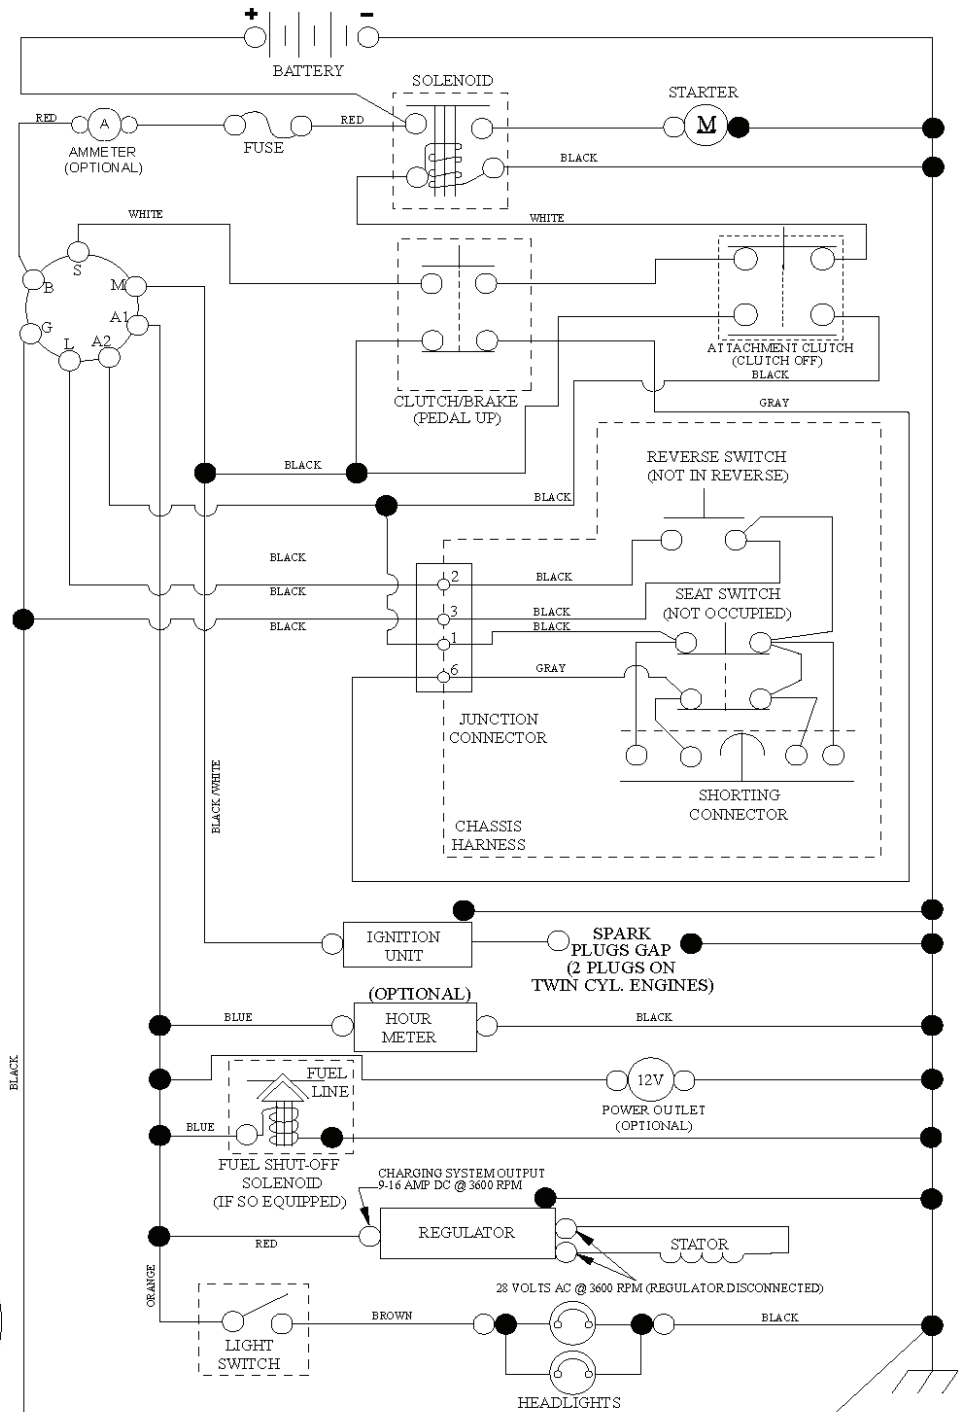 + -
BATTERY
SOLENOID
STARTER
RED
A
AMMETER
(OPTIONAL)
FUSE
RED
M
BLACK
WHITE
WHITE
S
B
M
G
A1
L
A2
CLUTCH/BRAKE
(PEDAL UP)
ATTACHMENT CLUTCH
(CLUTCH OFF)
BLACK
GRAY
BLACK
BLACK
REVERSE SWITCH
(NOT IN REVERSE)
BLACK
2
BLACK
BLACK
SEAT SWITCH
(NOT OCCUPIED)
3
BLACK
BLACK
BLACK
1
6
GRAY
JUNCTION
CONNECTOR
BLACK /WHITE
SHORTING
CONNECTOR
CHASSIS
HARNESS
IGNITION
UNIT
SPARK
PLUGS GAP
(2 PLUGS ON
TWIN CYL. ENGINES)
(OPTIONAL)
BLUE
HOUR
METER
BLACK
BLACK
FUEL
LINE
12V
POWER OUTLET
(OPTIONAL)
BLUE
FUEL SHUT-OFF
SOLENOID
(IF SO EQUIPPED)
CHARGING SYSTEM OUTPUT
9-16 AMP DC @ 3600 RPM
REGULATOR
RED
STATOR
ORANGE
28 VOLTS AC @ 3600 RPM (REGULATOR DISCONNECTED)
BROWN
BLACK
LIGHT
SWITCH
HEADLIGHTS